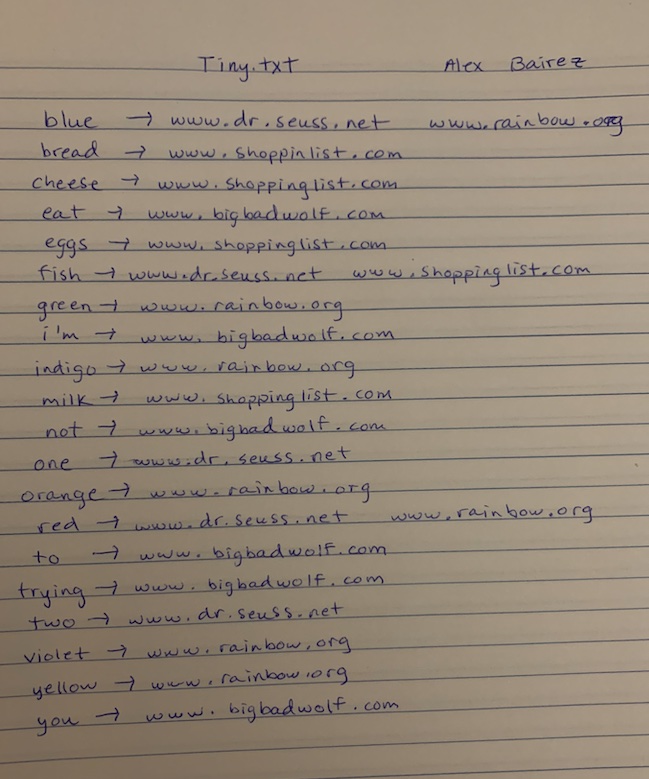 Tiny.txt Alex Bairez
blue → www.dr.seuss.net www.rainbow.org
bread → www.shoppinlist.com
cheese → www.shoppinglist.com
eat → www.bigbadwolf.com
eggs → www.shoppinglist.com
fish → www.dr.seuss.net www.shoppinglist.com
green → www.rainbow.org
i'm → www.bigbadwolf.com
indigo → www.rainbow.org
milk → www.shoppinglist.com
not → www.bigbadwolf.com
one → www.dr.seuss.net
orange → www.rainbow.org
red → www.dr.seuss.net www.rainbow.org
to → www.bigbadwolf.com
trying → www.bigbadwolf.com
two → www.dr.seuss.net
violet → www.rainbow.org
yellow → www.rainbow.org
you → www.bigbadwolf.com